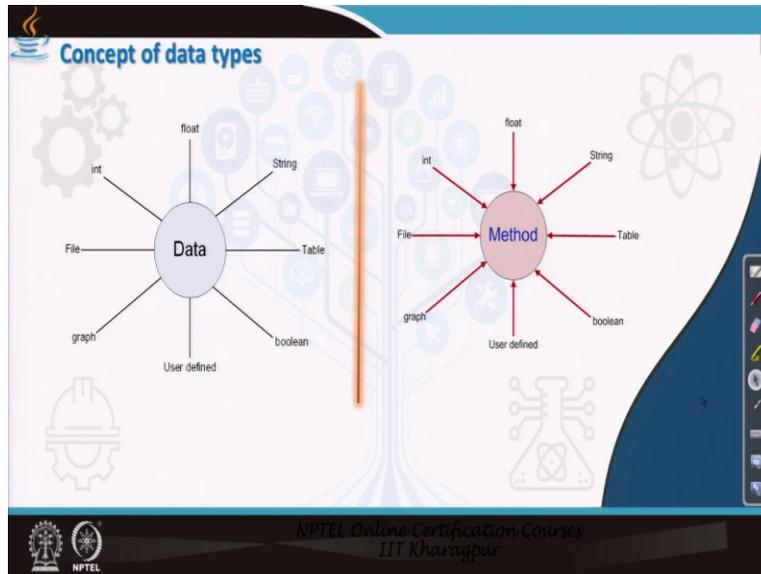 Concept of data types
float
int
String
File
Data
Table
graph
boolean
User defined
float
int
String
File
Method
Table
graph
boolean
User defined
NPTEL Online Certification Courses
IIT Kharagpur
NPTEL